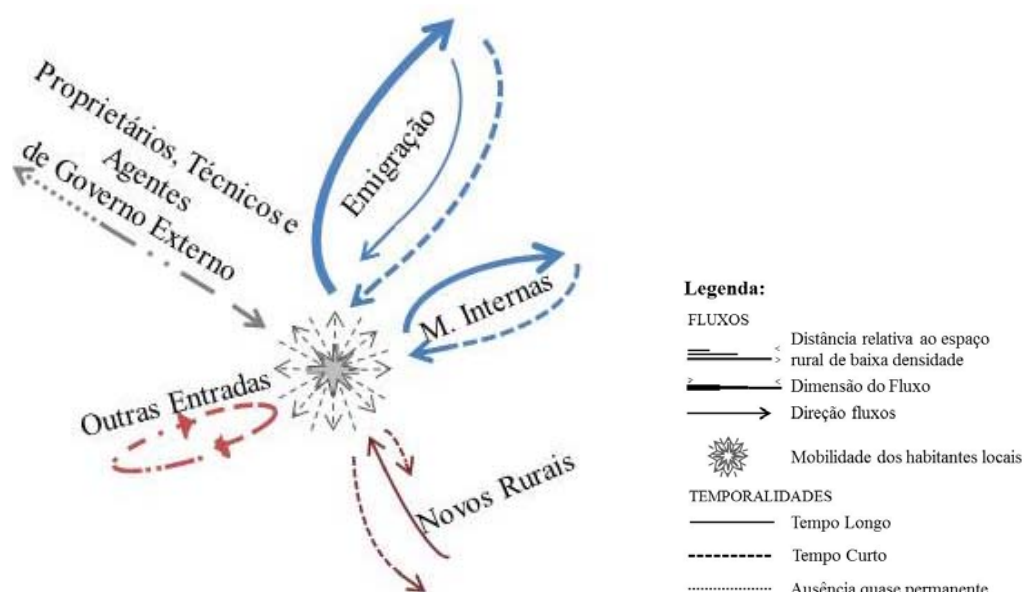 Proprietários, Técnicos e
Agentes
de Governo Externo
Emigração
M. Internas
Outras Entradas
Novos Rurais
Legenda:
FLUXOS
< Distância relativa ao espaço
> rural de baixa densidade
> < Dimensão do Fluxo
Direção fluxos
Mobilidade dos habitantes locais
TEMPORALIDADES
Tempo Longo
Tempo Curto
Ausência quase permanente